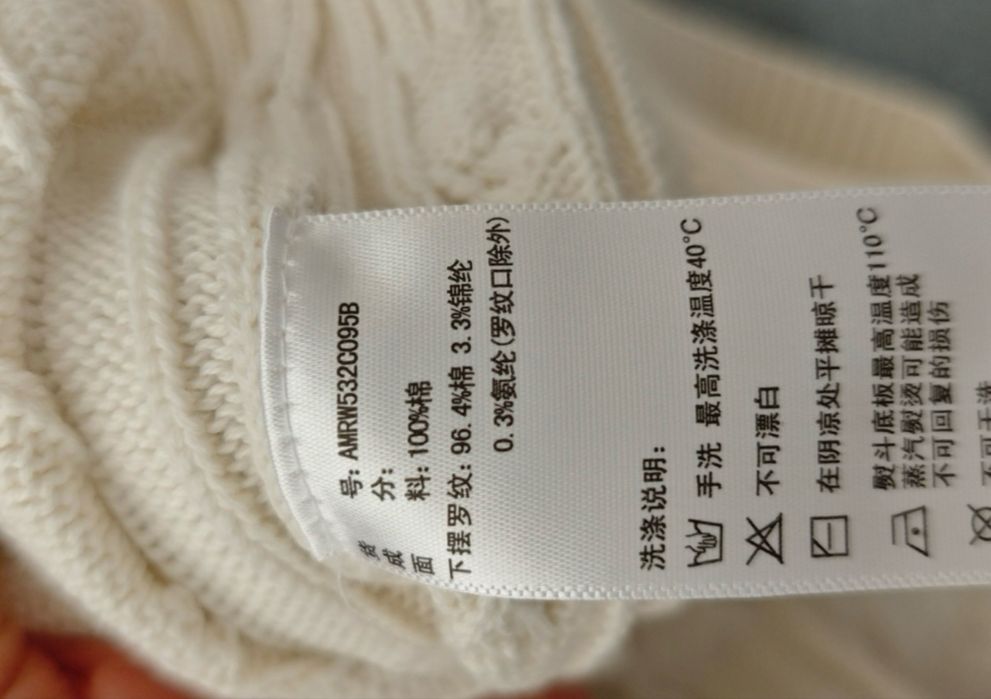 货 号: AMRW532C095B
成 分:
面 料: 100%棉
下摆罗纹: 96.4%棉 3.3%锦纶
0.3%氨纶(罗纹口除外)
洗涤说明:
手洗 最高洗涤温度40℃
不可漂白
在阴凉处平摊晾干
熨斗底板最高温度110℃
蒸汽熨烫可能造成
不可回复的损伤